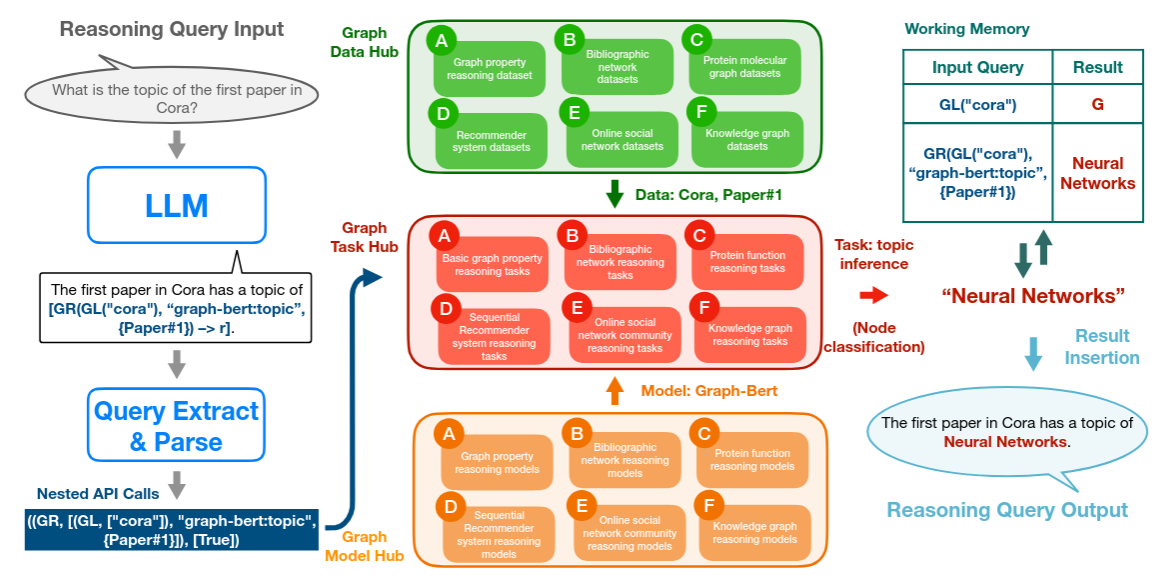 Reasoning Query Input
What is the topic of the first paper in
Cora?
LLM
The first paper in Cora has a topic of
[GR(GL("cora"), “graph-bert:topic”,
{Paper#1}) –> r].
Query Extract
& Parse
Nested API Calls
((GR, [(GL, ["cora"]), "graph-bert:topic",
{Paper#1}]), [True])
Graph
Data Hub
A
Graph property
reasoning dataset
B
Bibliographic
network
datasets
C
Protein molecular
graph datasets
D
Recommender
system datasets
E
Online social
network datasets
F
Knowledge graph
datasets
Data: Cora, Paper#1
Graph
Task Hub
A
Basic graph property
reasoning tasks
B
Bibliographic
network reasoning
tasks
C
Protein function
reasoning tasks
D
Sequential
Recommender
system reasoning
tasks
E
Online social
network community
reasoning tasks
F
Knowledge graph
reasoning tasks
Model: Graph-Bert
Graph
Model Hub
A
Graph property
reasoning models
B
Bibliographic
network reasoning
models
C
Protein function
reasoning models
D
Sequential
Recommender
system reasoning
models
E
Online social
network community
reasoning models
F
Knowledge graph
reasoning models
Task: topic
inference
(Node
classification)
Working Memory
Input Query
Result
GL("cora")
G
GR(GL("cora"),
“graph-bert:topic”,
{Paper#1})
Neural
Networks
“Neural Networks”
Result
Insertion
The first paper in Cora has a topic of
Neural Networks.
Reasoning Query Output